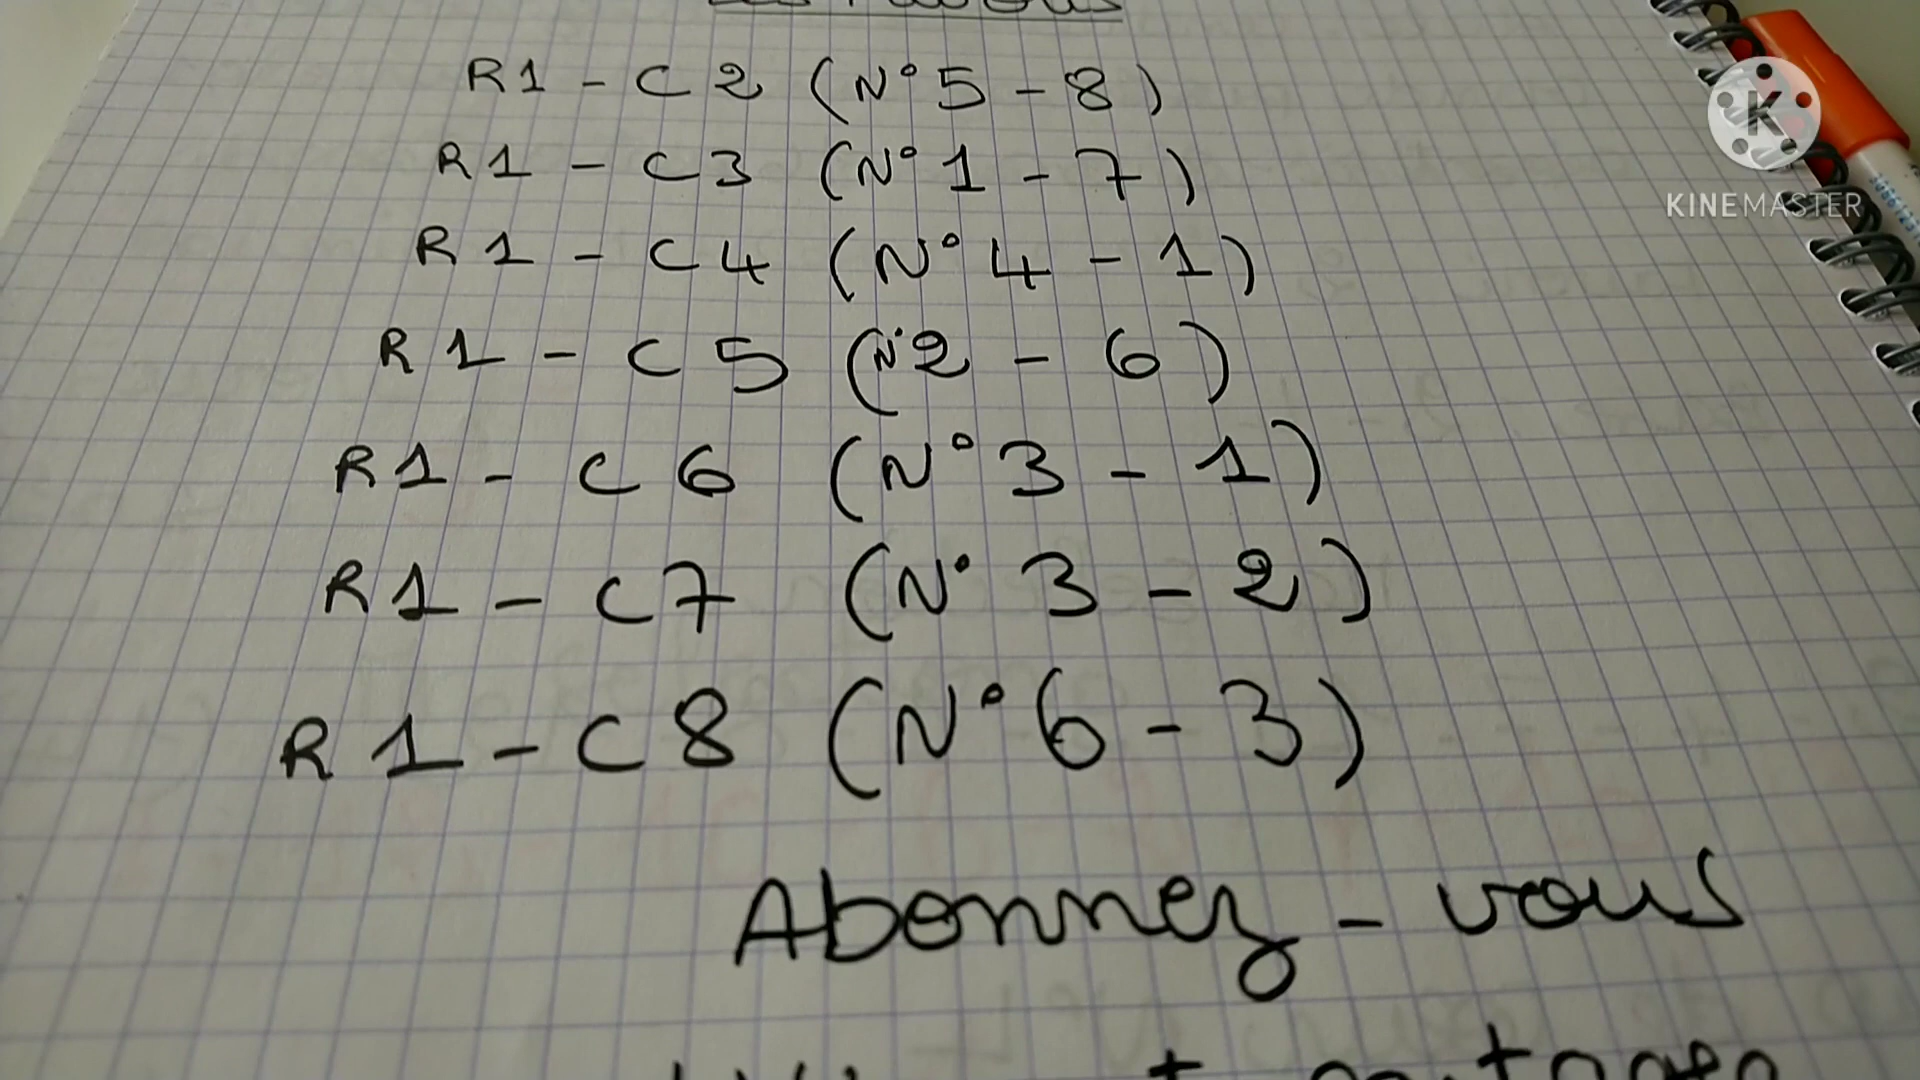 R1 - C2 (N° 5 - 8)
R1 - C3 (N° 1 - 7)
R1 - C4 (N° 4 - 1)
R1 - C5 (N° 2 - 6)
R1 - C6 (N° 3 - 1)
R1 - C7 (N° 3 - 2)
R1 - C8 (N° 6 - 3)
Abonnez-vous
K
KINEMASTER